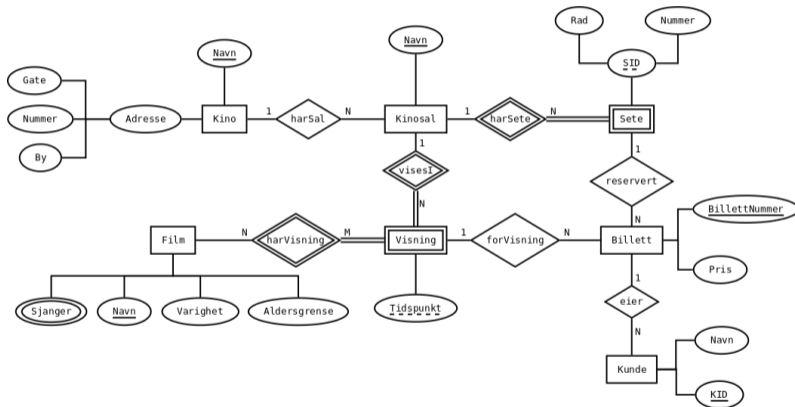 Rad
Nummer
Navn
Navn
SID
Gate
Nummer
Adresse
Kino
1
harSal
N
Kinosal
1
harSete
N
Sete
By
1
visesI
N
1
reservert
N
BillettNummer
Film
N
harVisning
M
Visning
1
forVisning
N
Billett
Pris
1
Sjanger
Navn
Varighet
Aldersgrense
Tidspunkt
eier
N
Navn
Kunde
KID